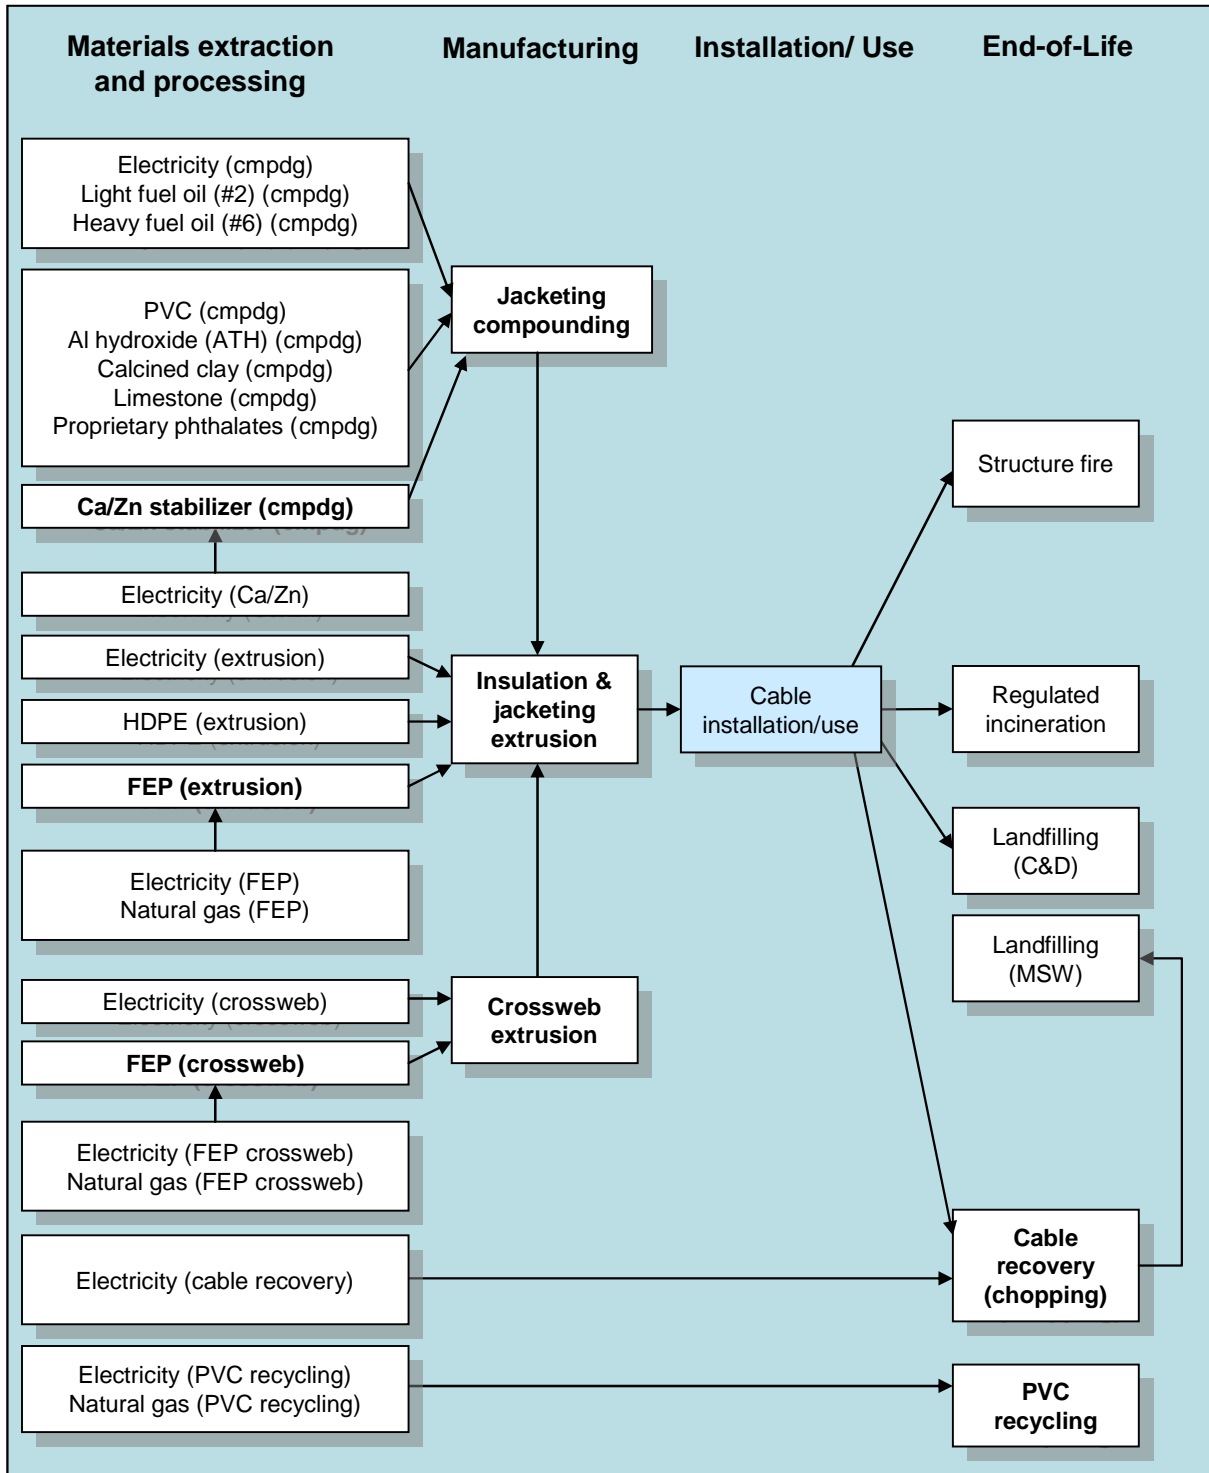 Materials extraction
and processing
Manufacturing
Installation/ Use
End-of-Life
Electricity (cmpdg)
Light fuel oil (#2) (cmpdg)
Heavy fuel oil (#6) (cmpdg)
PVC (cmpdg)
Al hydroxide (ATH) (cmpdg)
Calcined clay (cmpdg)
Limestone (cmpdg)
Proprietary phthalates (cmpdg)
Ca/Zn stabilizer (cmpdg)
Electricity (Ca/Zn)
Electricity (extrusion)
HDPE (extrusion)
FEP (extrusion)
Electricity (FEP)
Natural gas (FEP)
Electricity (crossweb)
FEP (crossweb)
Electricity (FEP crossweb)
Natural gas (FEP crossweb)
Electricity (cable recovery)
Electricity (PVC recycling)
Natural gas (PVC recycling)
Jacketing
compounding
Insulation &
jacketing
extrusion
Crossweb
extrusion
Cable
installation/use
Structure fire
Regulated
incineration
Landfilling
(C&D)
Landfilling
(MSW)
Cable
recovery
(chopping)
PVC
recycling